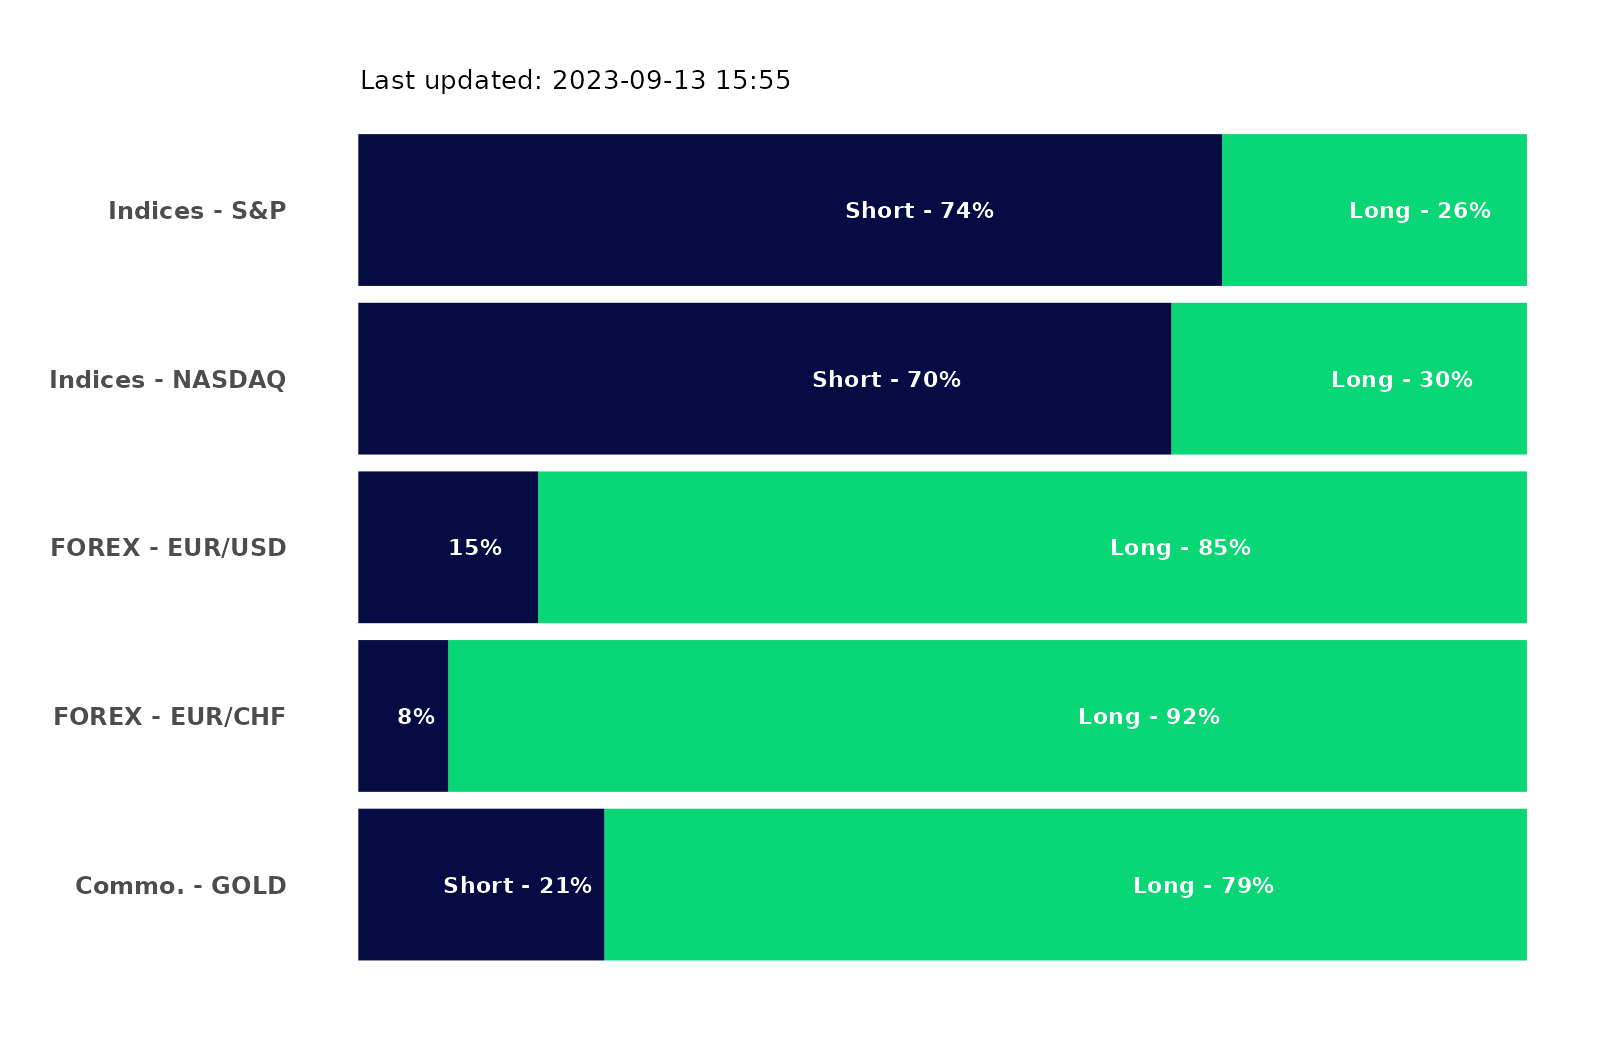 Last updated: 2023-09-13 15:55
Indices - S&P Short - 74% Long - 26%
Indices - NASDAQ Short - 70% Long - 30%
FOREX - EUR/USD 15% Long - 85%
FOREX - EUR/CHF 8% Long - 92%
Commo. - GOLD Short - 21% Long - 79%